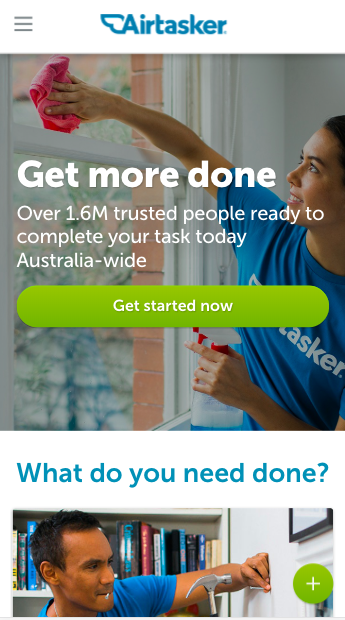 Airtasker
Get more done
Over 1.6M trusted people ready to
complete your task today
Australia-wide
Get started now
tasker
What do you need done?